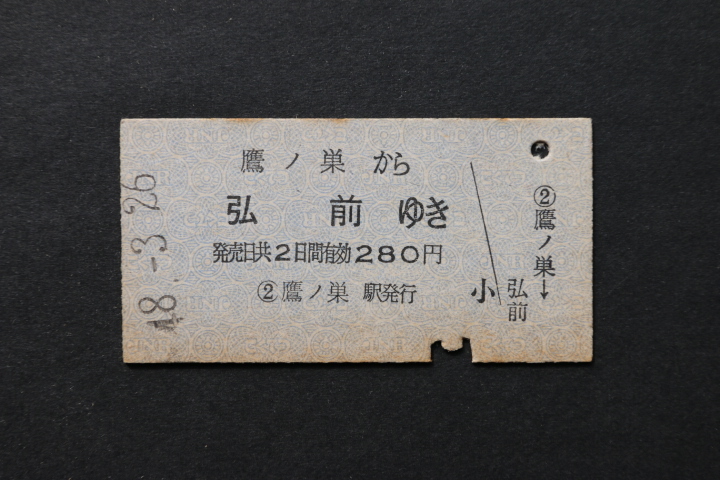 鷹ノ巣から
弘前ゆき
発売日共2日間有効280円
②鷹ノ巣 駅発行
48.-3.26
小
②鷹ノ巣→
弘前